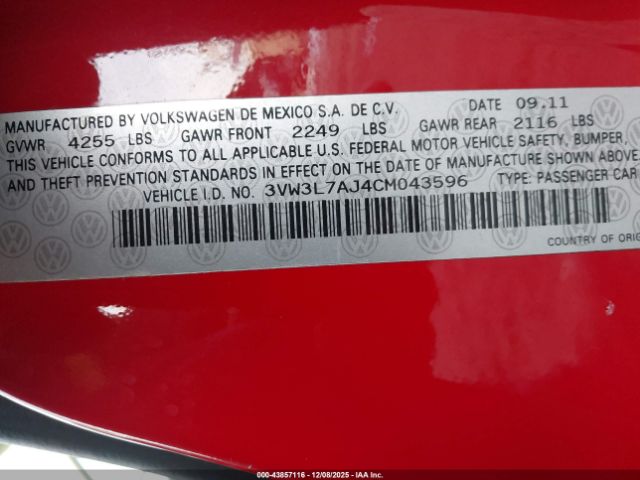 MANUFACTURED BY VOLKSWAGEN DE MEXICO S.A. DE C.V. DATE 09.11
GVWR 4255 LBS GAWR FRONT 2249 LBS GAWR REAR 2116 LBS
THIS VEHICLE CONFORMS TO ALL APPLICABLE U.S. FEDERAL MOTOR VEHICLE SAFETY, BUMPER,
AND THEFT PREVENTION STANDARDS IN EFFECT ON THE DATE OF MANUFACTURE SHOWN ABOVE.
VEHICLE I.D. NO. 3VW3L7AJ4CM043596 TYPE: PASSENGER CAR
COUNTRY OF ORIG
000-43857116 - 12/08/2025 - IAA Inc.